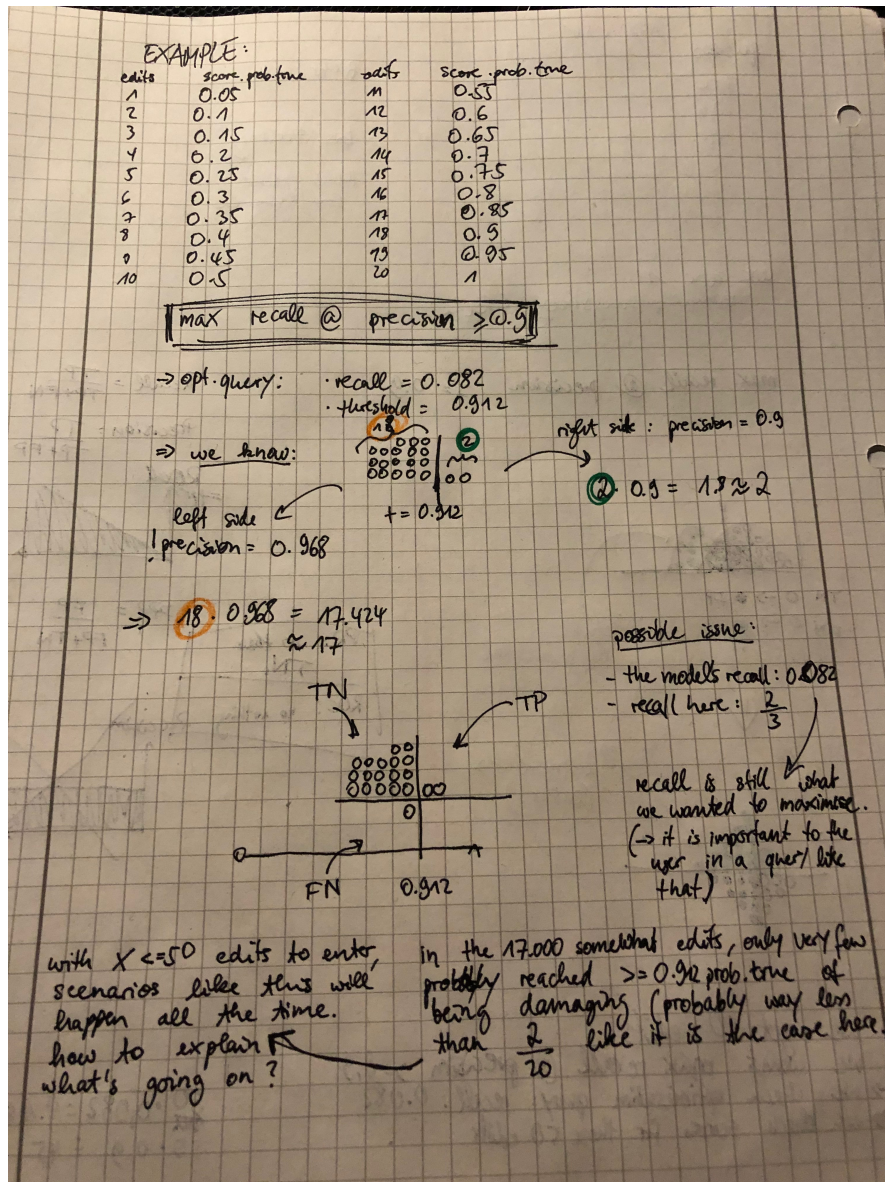 EXAMPLE:
edits score.prob.true edits score.prob.true
1 0.05 11 0.55
2 0.1 12 0.6
3 0.15 13 0.65
4 0.2 14 0.7
5 0.25 15 0.75
6 0.3 16 0.8
7 0.35 17 0.85
8 0.4 18 0.9
9 0.45 19 0.95
10 0.5 20 1
max recall @ precision ≥0.9
→ opt. query: · recall = 0.082
· threshold = 0.912
⇒ we know:
18 2
t = 0.912
right side: precision = 0.9
2 · 0.9 = 1.8 ≈ 2
left side
! precision = 0.968
⇒ 18 · 0.968 = 17.424
≈ 17
possible issue:
- the model's recall: 0.082
- recall here: 2/3
recall is still what
we wanted to maximise.
(→ it is important to the
user in a query like
that)
TN
TP
0 1
FN 0.912
with X <=50 edits to enter,
scenarios like this will
happen all the time.
how to explain
what's going on?
in the 17.000 somewhat edits, only very few
probably reached >= 0.912 prob.true of
being damaging (probably way less
than 2/20 like it is the case here.